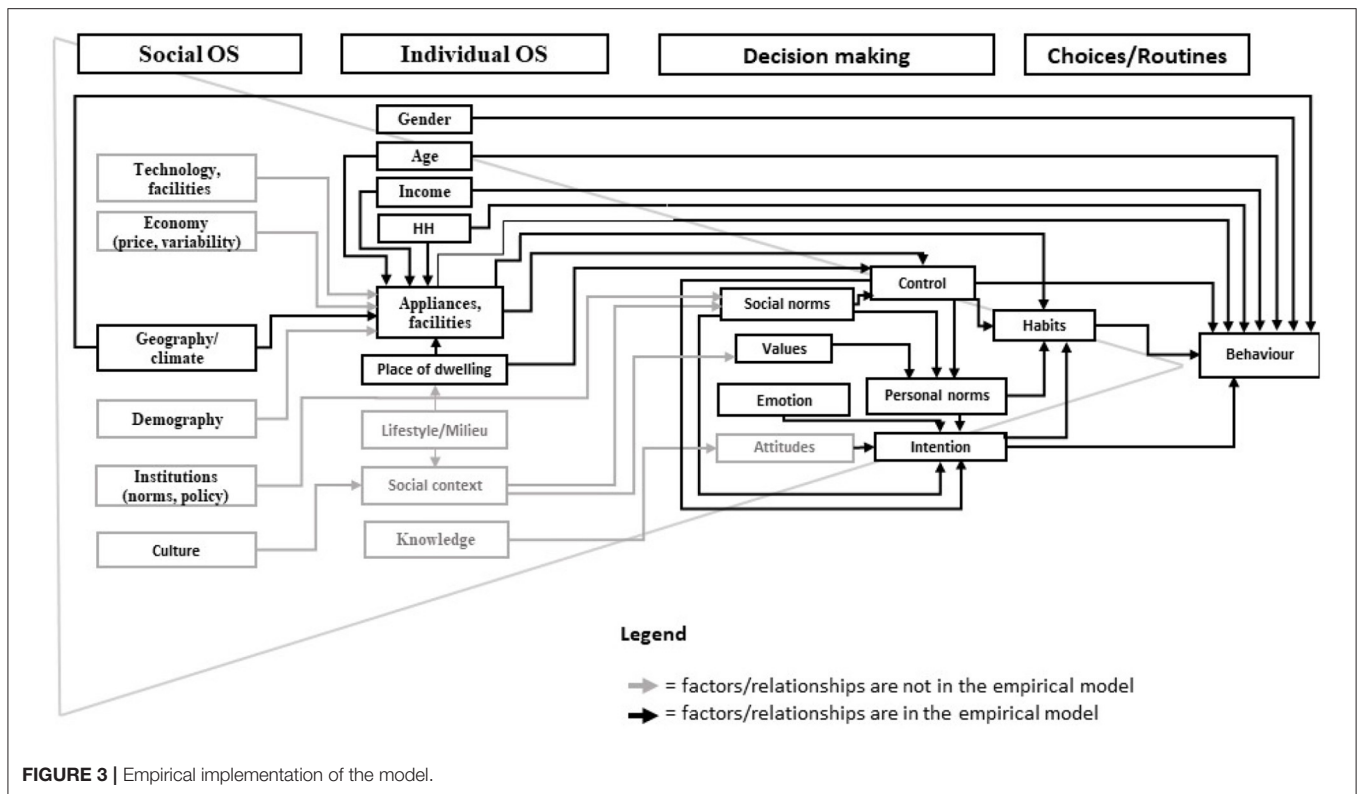 Social OS
Individual OS
Decision making
Choices/Routines
Gender
Age
Income
HH
Technology,
facilities
Economy
(price, variability)
Geography/
climate
Demography
Institutions
(norms, policy)
Culture
Appliances,
facilities
Place of dwelling
Lifestyle/Milieu
Social context
Knowledge
Social norms
Values
Emotion
Attitudes
Control
Personal norms
Intention
Habits
Behaviour
Legend
= factors/relationships are not in the empirical model
= factors/relationships are in the empirical model
FIGURE 3 | Empirical implementation of the model.